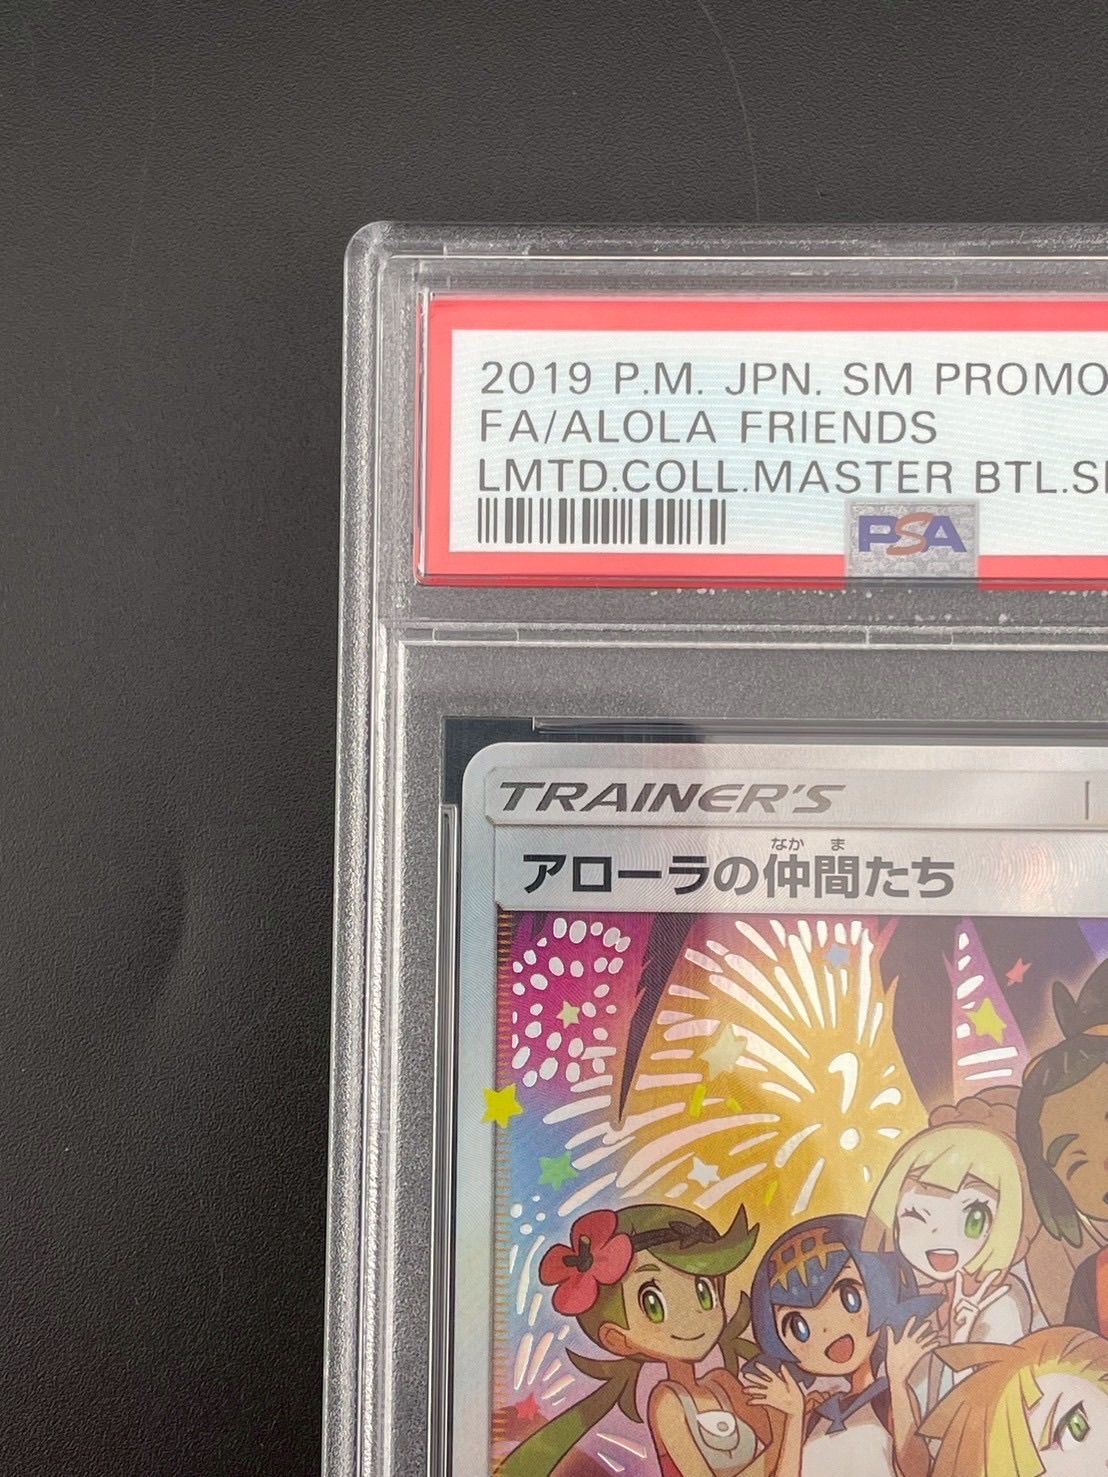 2019 P.M. JPN. SM PROMO
FA/ALOLA FRIENDS
LMTD.COLL.MASTER BTL.S
PSA
TRAINER'S
なかま
アローラの仲間たち